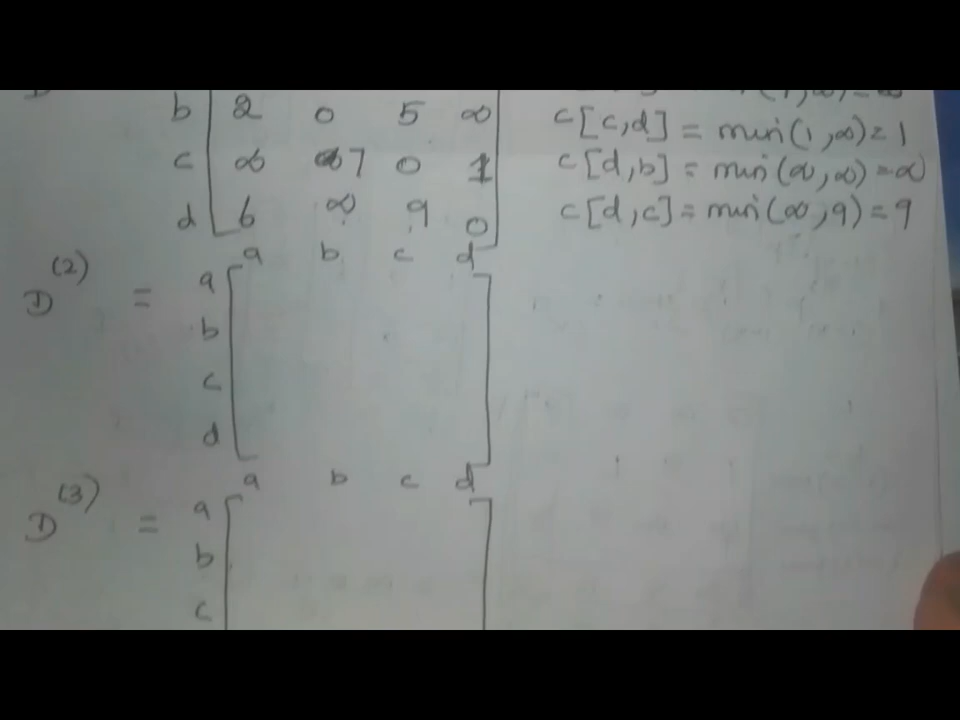 b 2 0 5 ∞
c ∞ 7 0 1
d 6 ∞ 9 0
c[c,d] = min(1,∞)=1
c[d,b] = min(∞,∞)=∞
c[d,c] = min(∞,9)=9
a b c d
D(2) = a
b
c
d
a b c d
D(3) = a
b
c